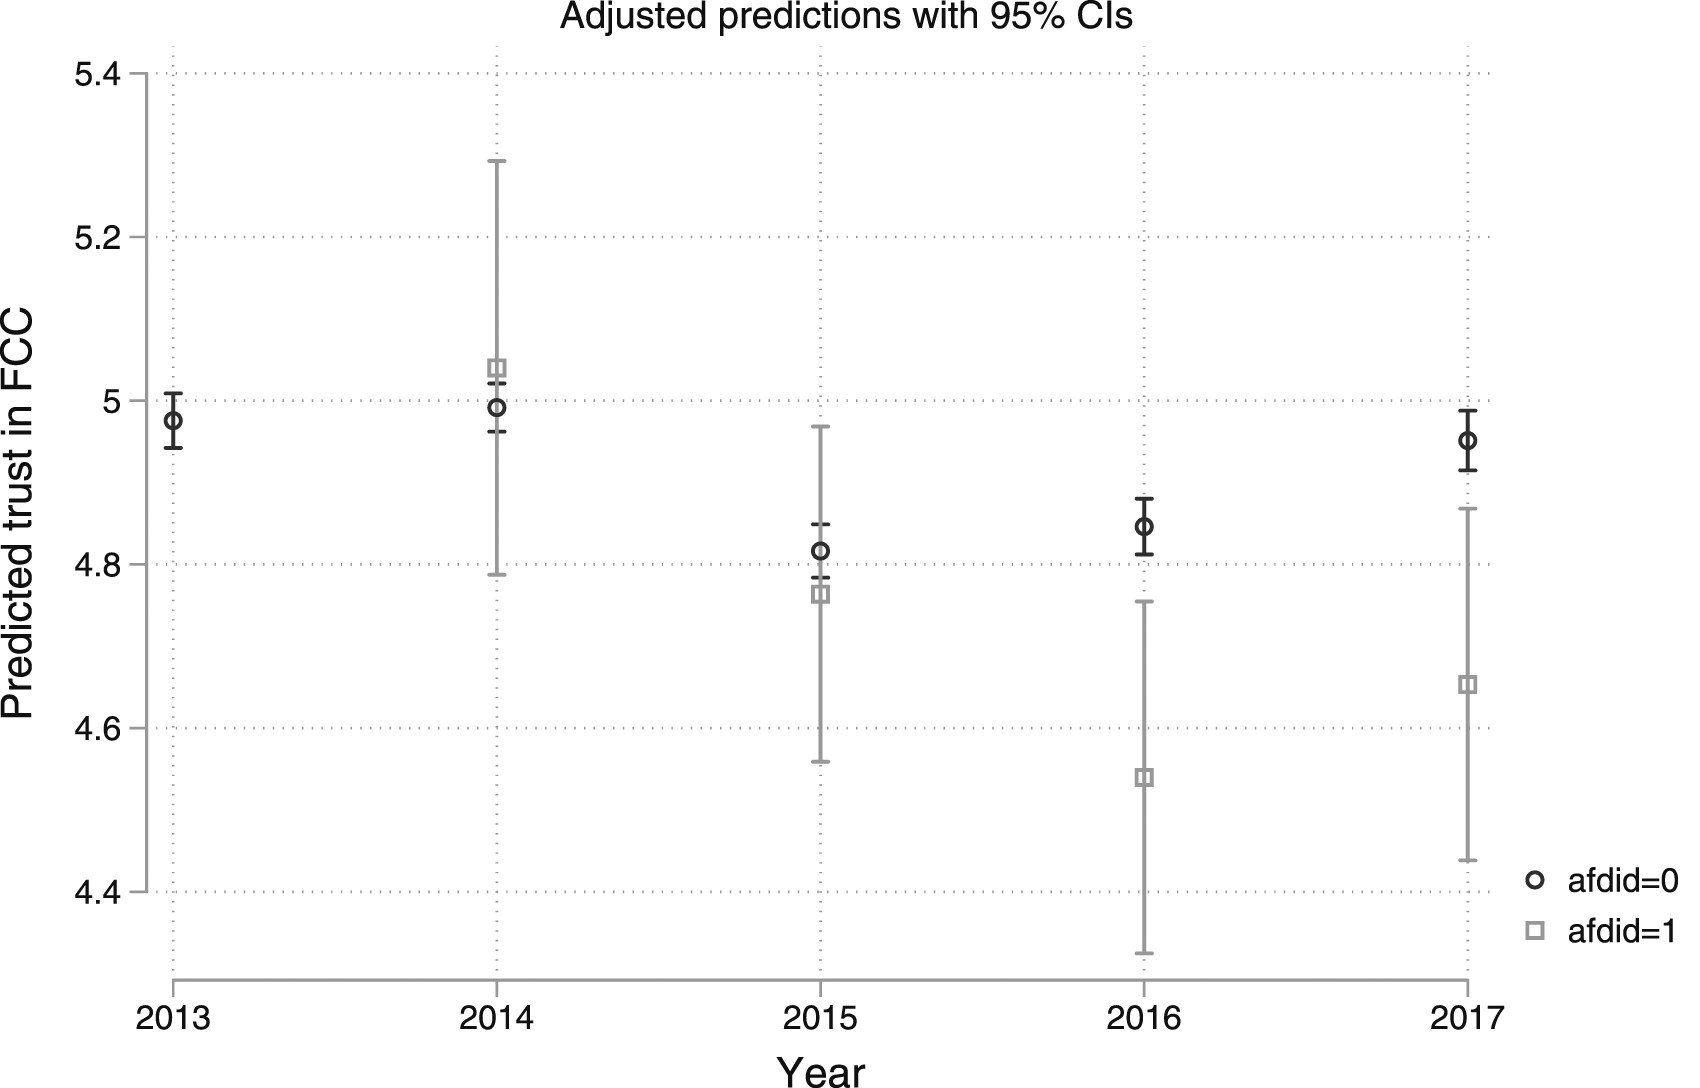 Adjusted predictions with 95% CIs
Predicted trust in FCC
5.4
5.2
5
4.8
4.6
4.4
2013 2014 2015 2016 2017
Year
afdid=0
afdid=1